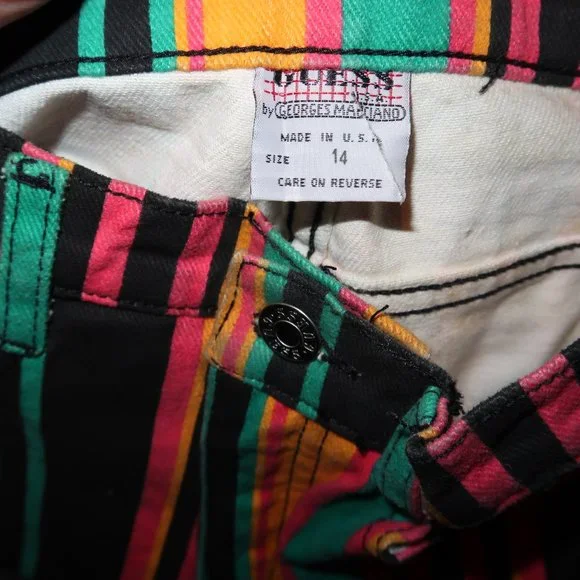 GUESS
U.S.A.
by GEORGES MARCIANO
MADE IN U.S.A
SIZE 14
CARE ON REVERSE